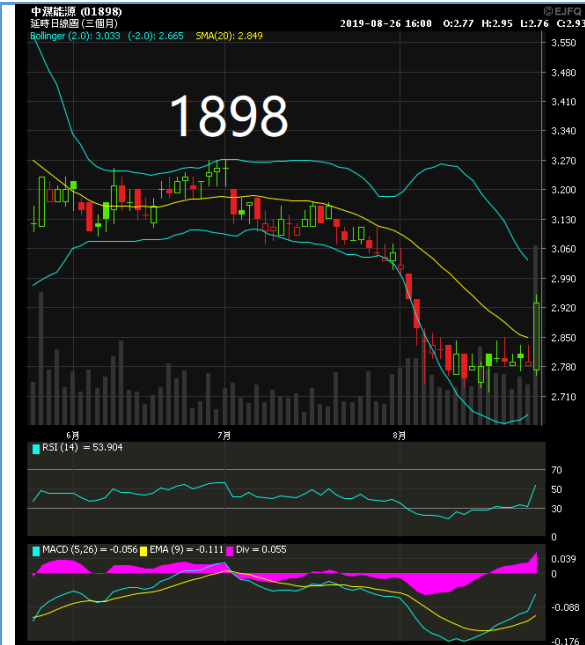 中煤能源 (01898)
©EJFQ
延時日線圖 (三個月)
2019-08-26 16:00 O:2.77 H:2.95 L:2.76 C:2.93
Bollinger (2.0): 3.033 (-2.0): 2.665 SMA(20): 2.849
1898
3.550
3.480
3.410
3.340
3.270
3.200
3.130
3.060
2.990
2.920
2.850
2.780
2.710
6月 7月 8月
RSI (14) = 53.904
70
50
30
0
MACD (5,26) = -0.056 EMA (9) = -0.111 Div = 0.055
0.039
0
-0.088
-0.176